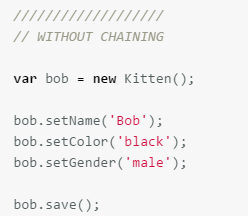 ///////////////////
// WITHOUT CHAINING
var bob = new Kitten();
bob.setName('Bob');
bob.setColor('black');
bob.setGender('male');
bob.save();